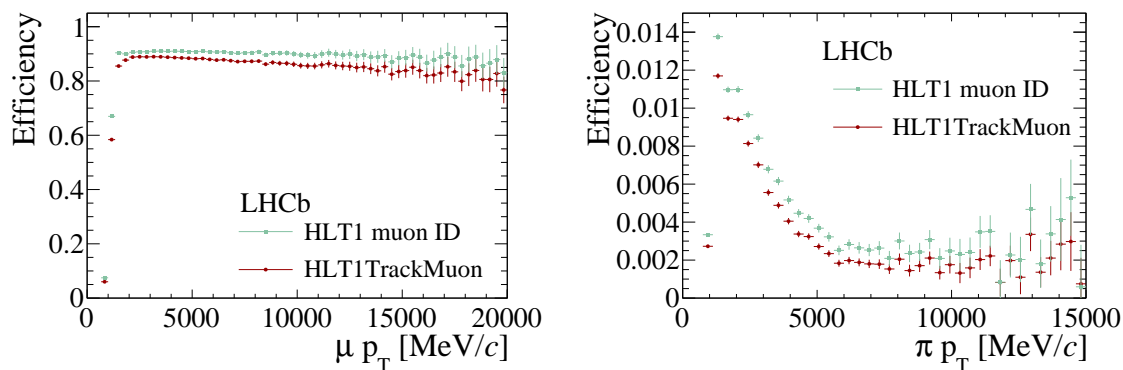 Efficiency
1
0.8
0.6
0.4
0.2
0
LHCb
HLT1 muon ID
HLT1TrackMuon
0 5000 10000 15000 20000
μ p_T [MeV/c]
Efficiency
0.014
0.012
0.01
0.008
0.006
0.004
0.002
0
LHCb
HLT1 muon ID
HLT1TrackMuon
0 5000 10000 15000
π p_T [MeV/c]